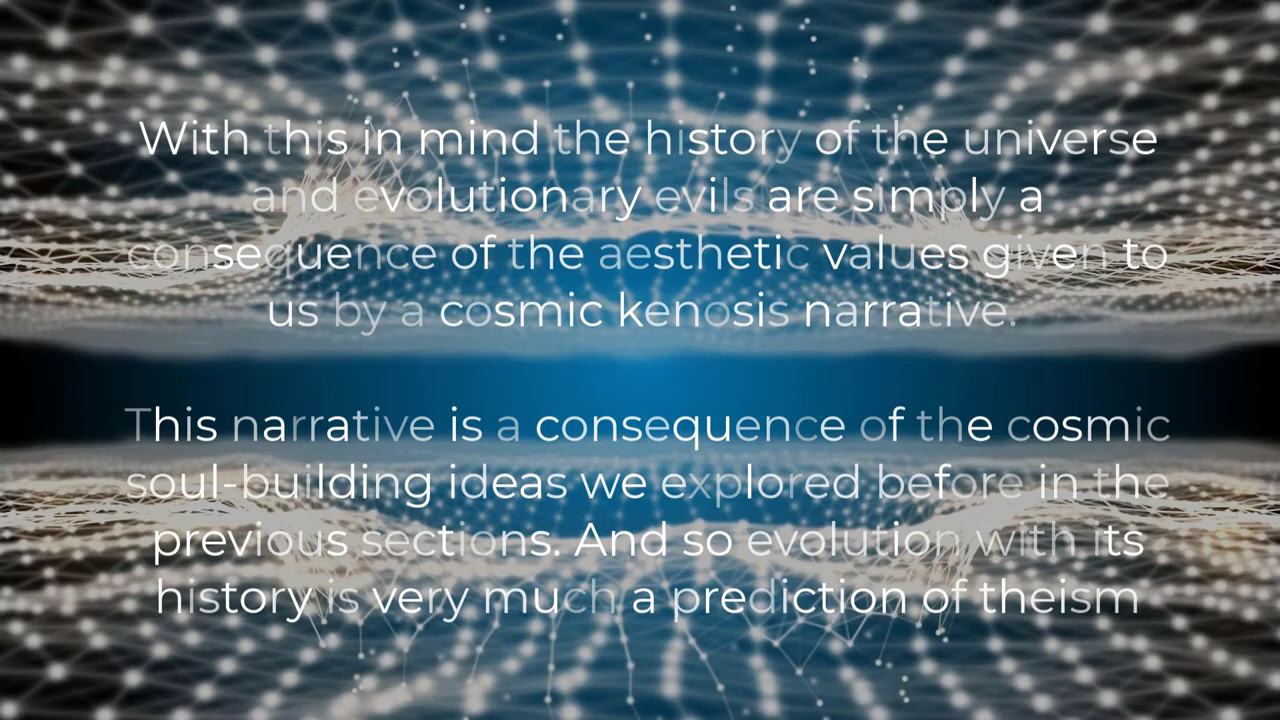 With this in mind the history of the universe
and evolutionary evils are simply a
consequence of the aesthetic values given to
us by a cosmic kenosis narrative.
This narrative is a consequence of the cosmic
soul-building ideas we explored before in the
previous sections. And so evolution with its
history is very much a prediction of theism